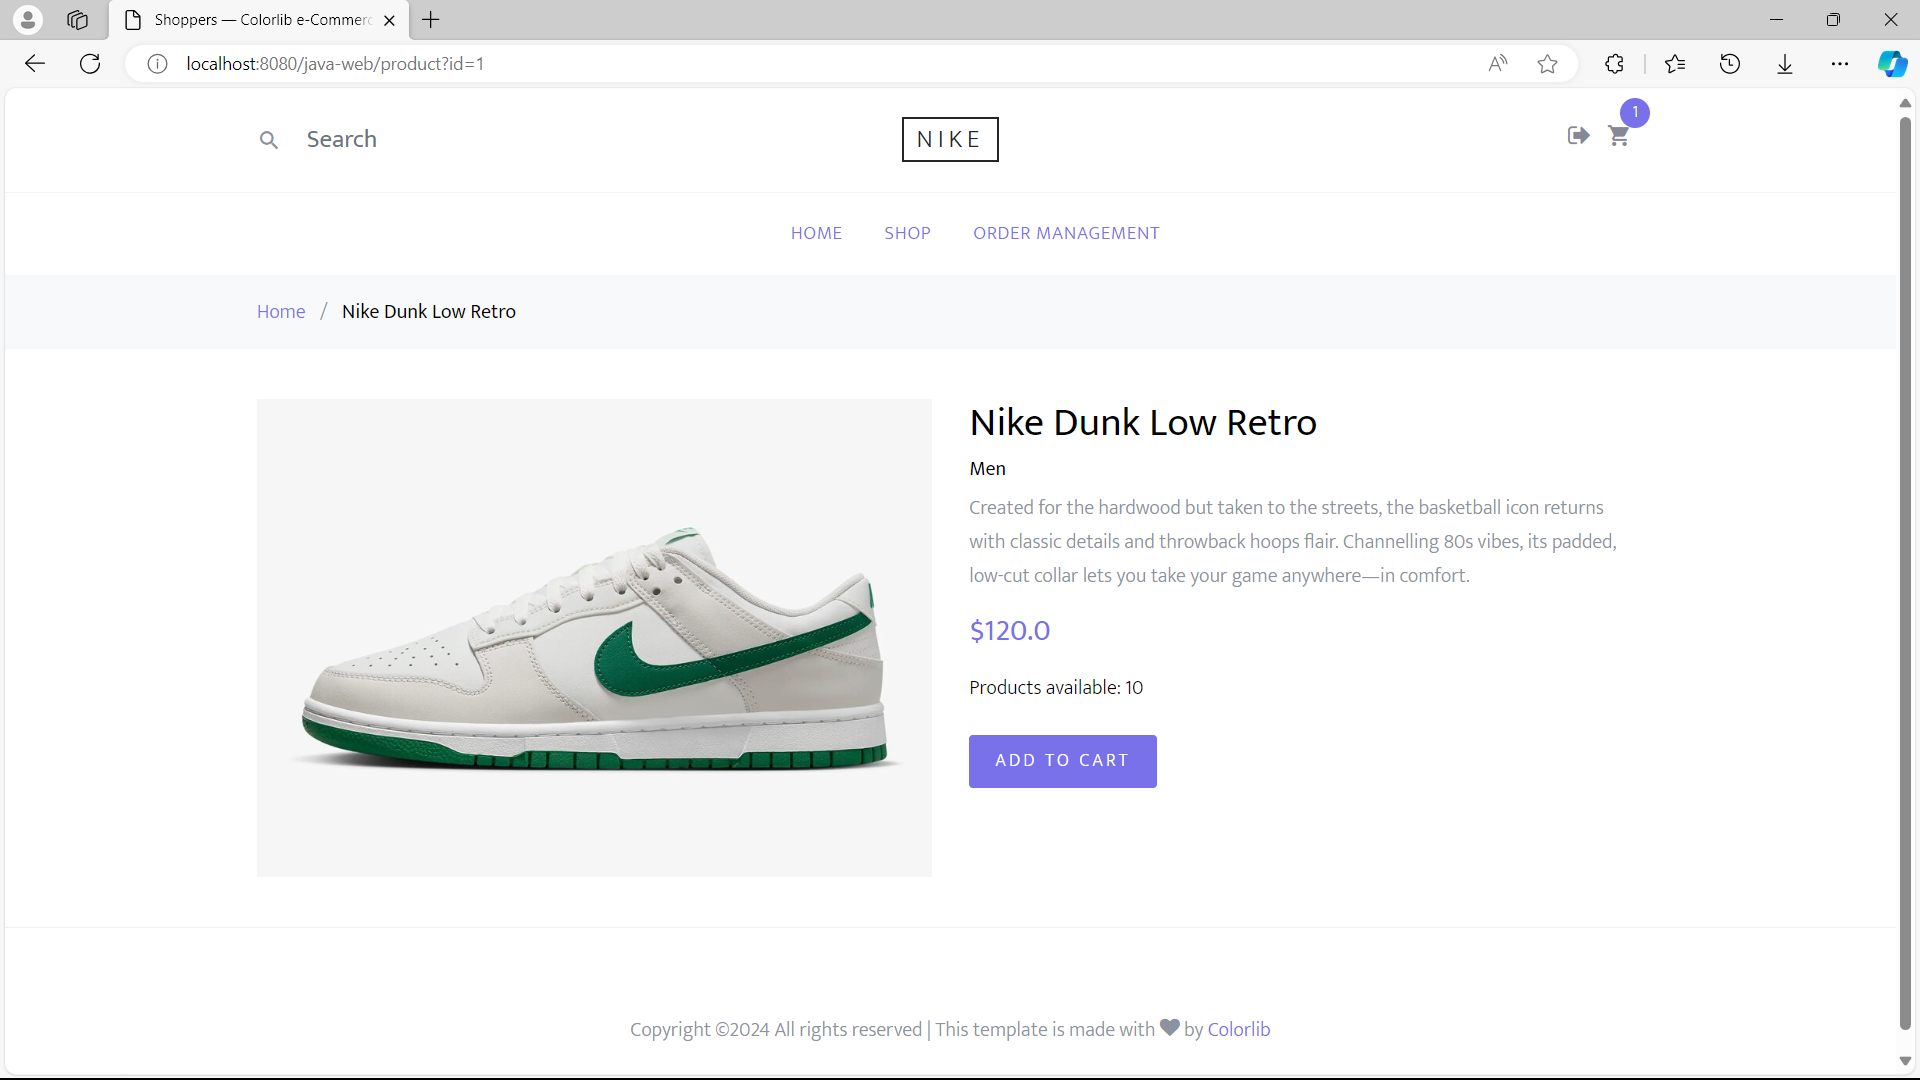 Shoppers — Colorlib e-Commerc
localhost:8080/java-web/product?id=1
Search
NIKE
1
HOME SHOP ORDER MANAGEMENT
Home / Nike Dunk Low Retro
Nike Dunk Low Retro
Men
Created for the hardwood but taken to the streets, the basketball icon returns
with classic details and throwback hoops flair. Channelling 80s vibes, its padded,
low-cut collar lets you take your game anywhere—in comfort.
$120.0
Products available: 10
ADD TO CART
Copyright ©2024 All rights reserved | This template is made with ♥ by Colorlib